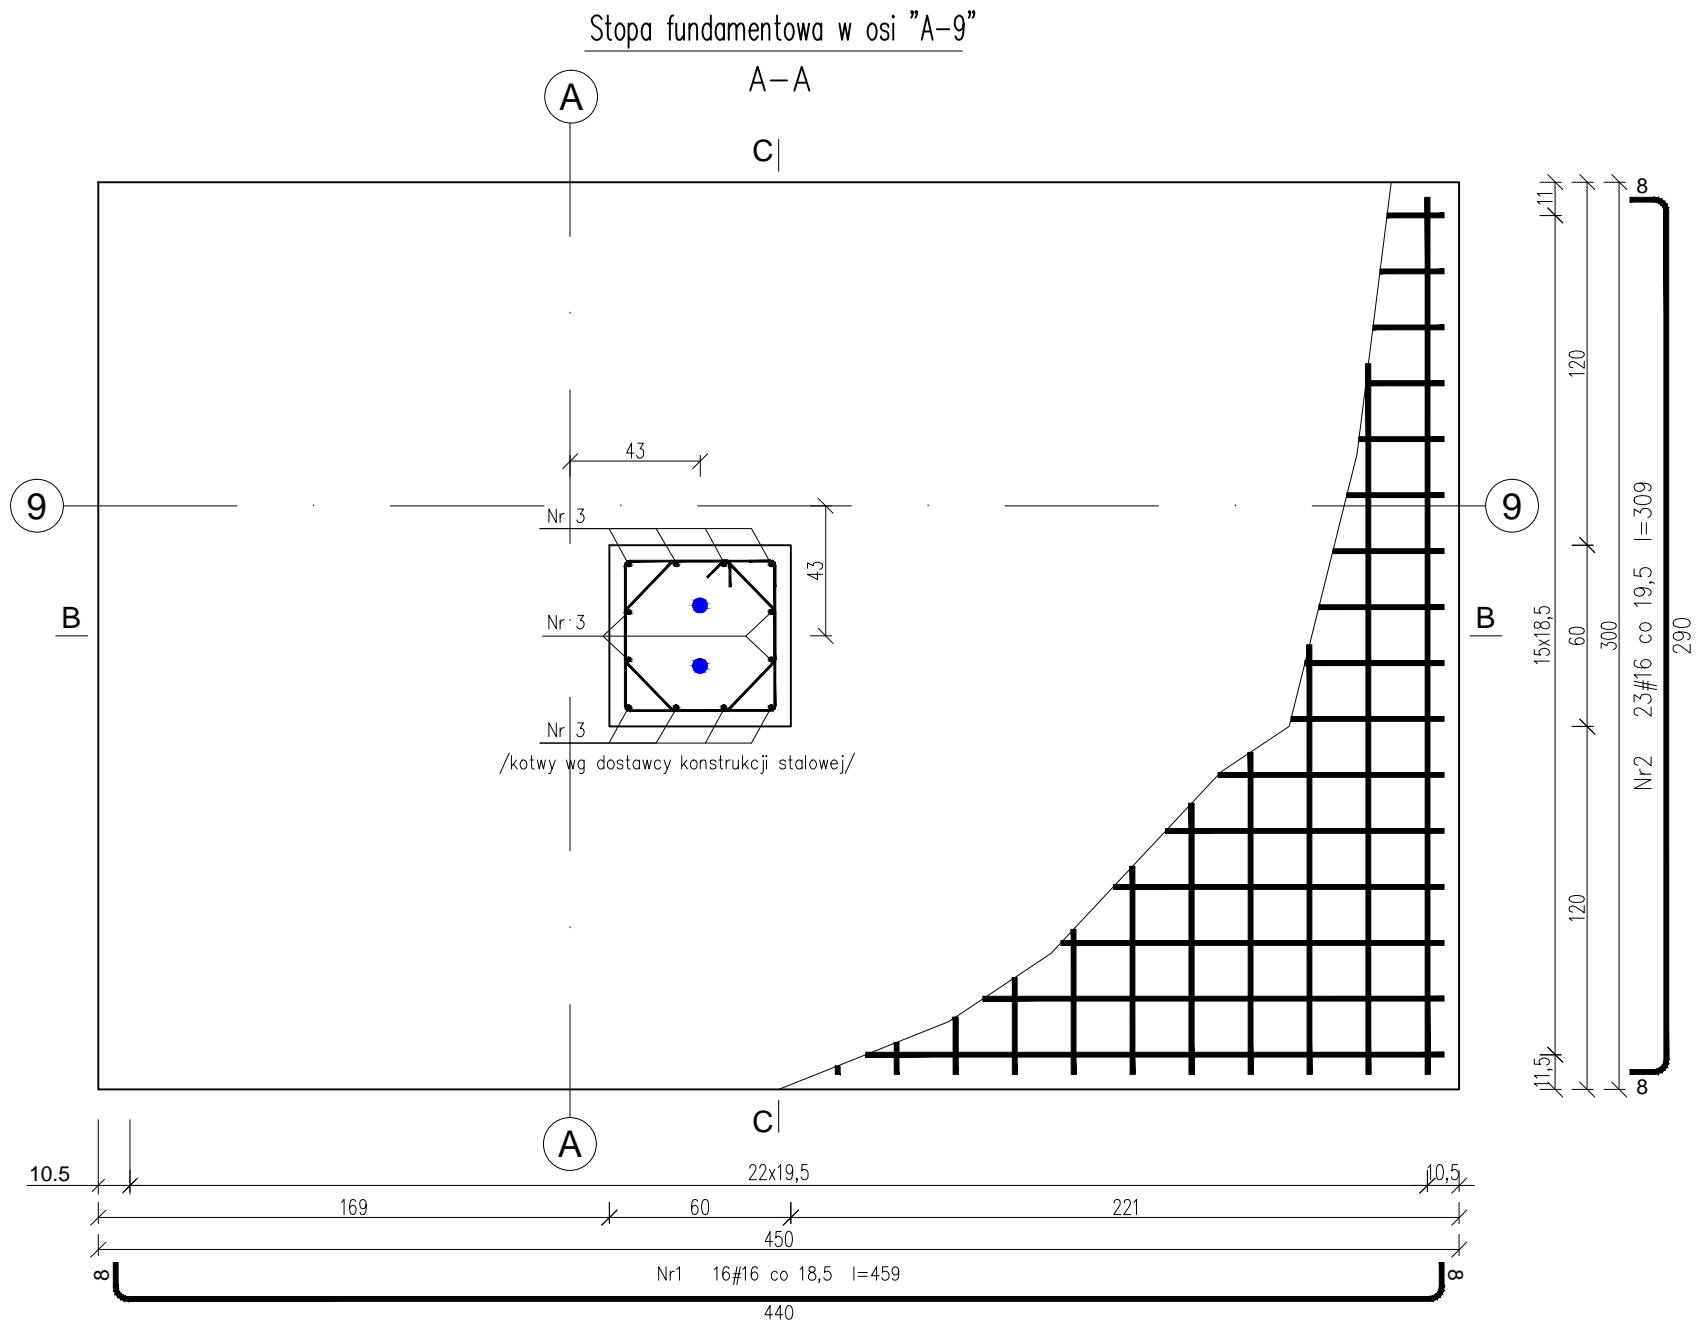 Stopa fundamentowa w osi "A-9"
A-A
A
C
8
11
120
43
9
9
Nr 3
43
B
Nr 3
B
15x18,5
60
300
Nr2 23#16 co 19,5 l=309
290
Nr 3
/kotwy wg dostawcy konstrukcji stalowej/
120
11,5
8
C
A
10.5
22x19,5
10,5
169
60
221
450
8
Nr1 16#16 co 18,5 l=459
8
440